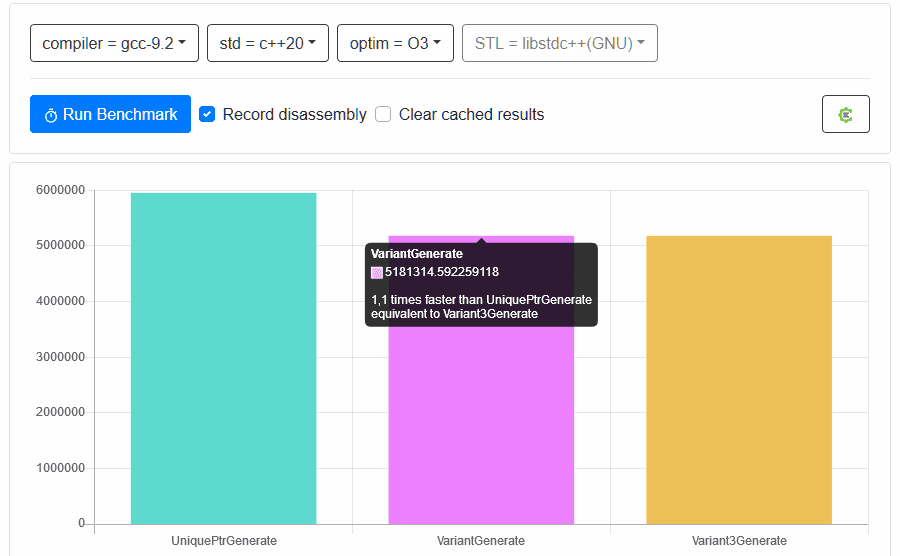 compiler = gcc-9.2 std = c++20 optim = O3 STL = libstdc++(GNU)
Run Benchmark Record disassembly Clear cached results
6000000
5000000
4000000
3000000
2000000
1000000
0
VariantGenerate
5181314.592259118
1,1 times faster than UniquePtrGenerate
equivalent to Variant3Generate
UniquePtrGenerate VariantGenerate Variant3Generate